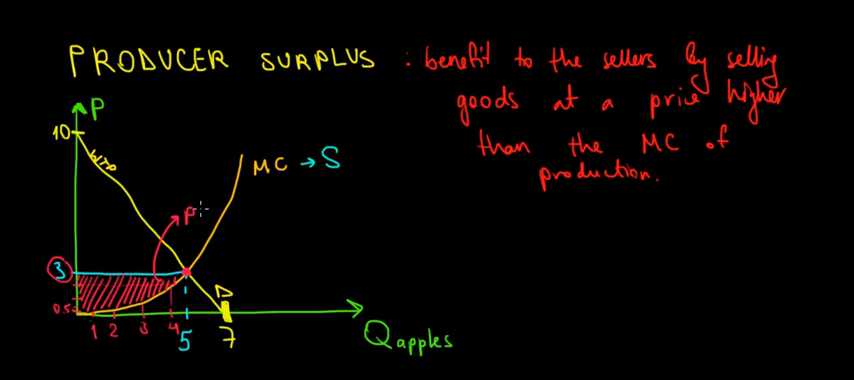 PRODUCER SURPLUS : benefit to the sellers by selling
goods at a price higher
than the MC of
production.
P
10
WTP
MC → S
P
3
D
0.5
1 2 3 4
5
7
Q apples